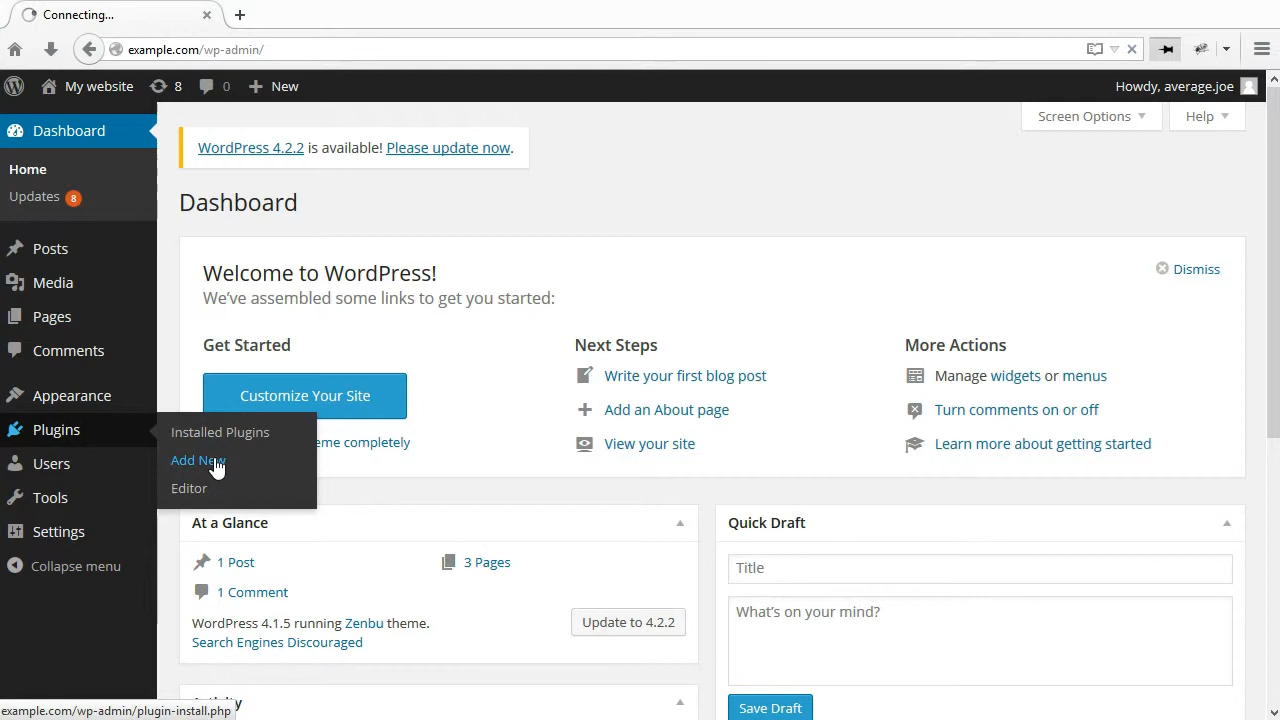 Connecting...
example.com/wp-admin/
My website
8
0
New
Howdy, average.joe
Dashboard
Home
Updates 8
Posts
Media
Pages
Comments
Appearance
Plugins
Users
Tools
Settings
Collapse menu
Installed Plugins
Add New
Editor
Screen Options
Help
WordPress 4.2.2 is available! Please update now.
Dashboard
Welcome to WordPress!
We've assembled some links to get you started:
Dismiss
Get Started
Customize Your Site
eme completely
Next Steps
Write your first blog post
Add an About page
View your site
More Actions
Manage widgets or menus
Turn comments on or off
Learn more about getting started
At a Glance
1 Post
3 Pages
1 Comment
WordPress 4.1.5 running Zenbu theme.
Update to 4.2.2
Search Engines Discouraged
Activity
Quick Draft
Title
What's on your mind?
Save Draft
example.com/wp-admin/plugin-install.php